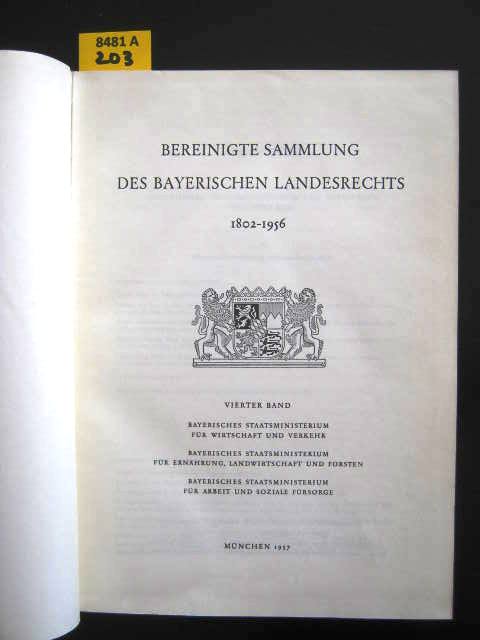 8481 A
203
BEREINIGTE SAMMLUNG
DES BAYERISCHEN LANDESRECHTS
1802-1956
VIERTER BAND
BAYERISCHES STAATSMINISTERIUM
FÜR WIRTSCHAFT UND VERKEHR
BAYERISCHES STAATSMINISTERIUM
FÜR ERNÄHRUNG, LANDWIRTSCHAFT UND FORSTEN
BAYERISCHES STAATSMINISTERIUM
FÜR ARBEIT UND SOZIALE FÜRSORGE
MÜNCHEN 1957